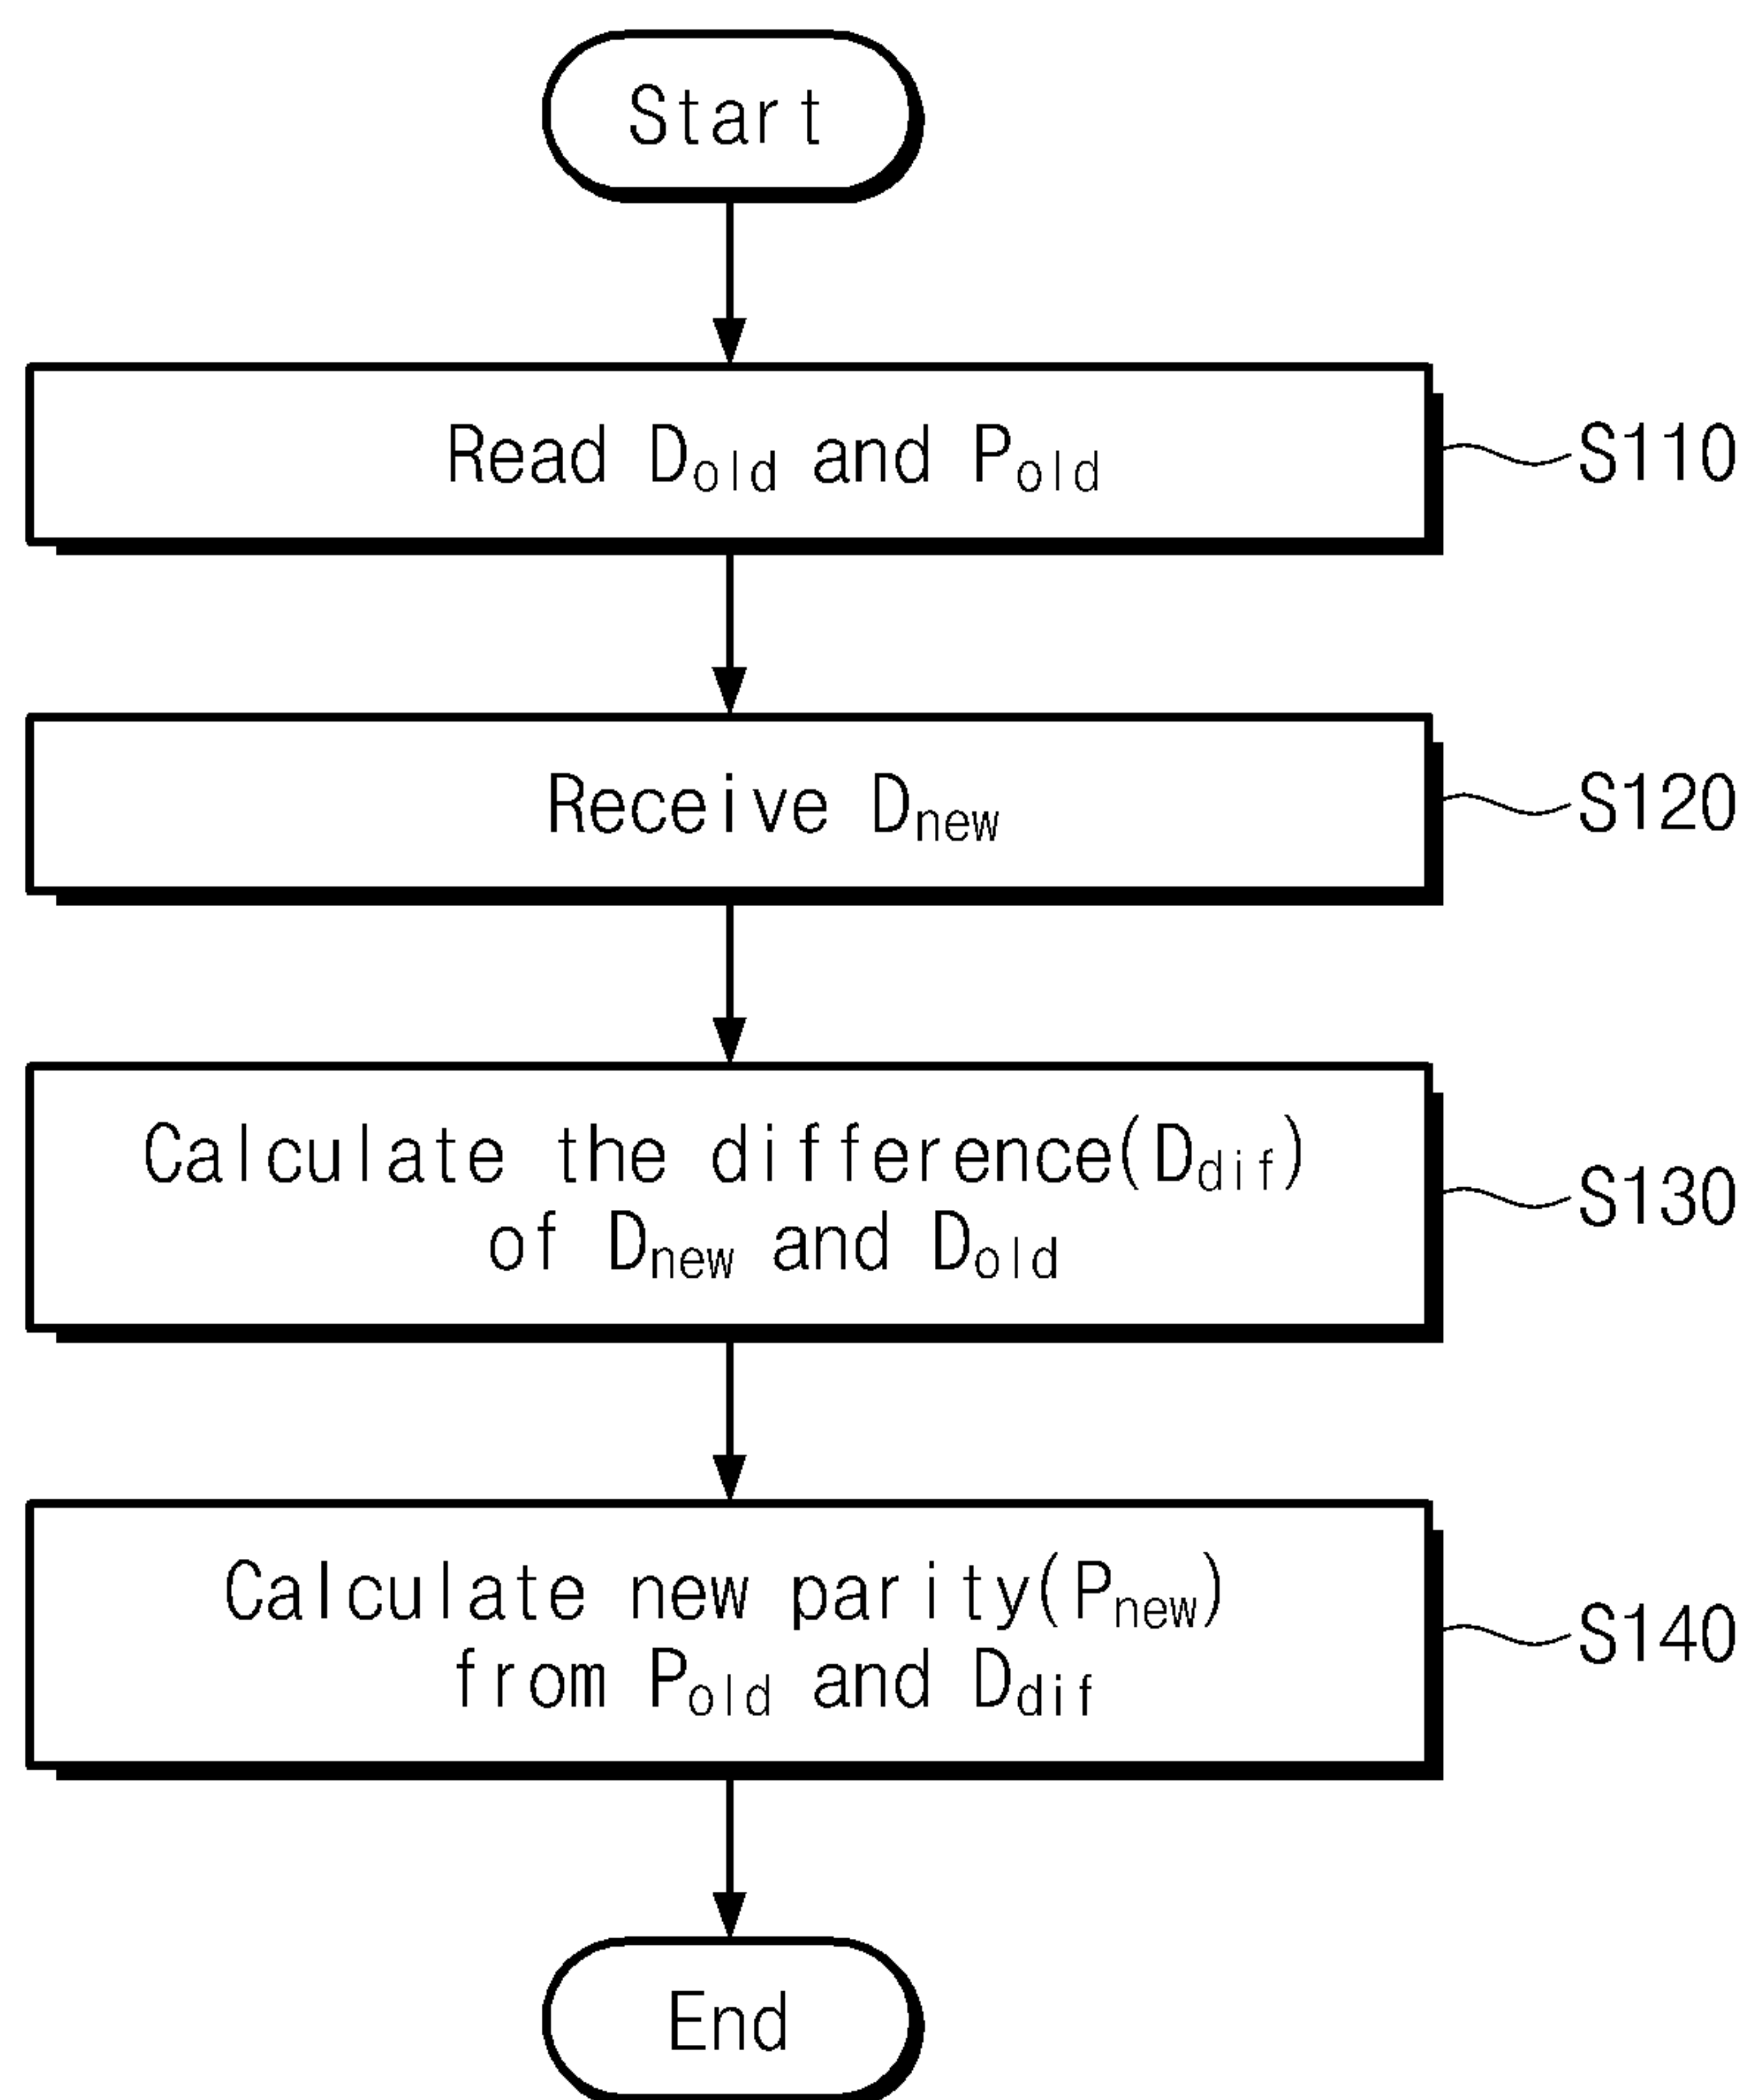 Start
Read Dold and Pold
S110
Receive Dnew
S120
Calculate the difference(Ddif)
of Dnew and Dold
S130
Calculate new parity(Pnew)
from Pold and Ddif
S140
End